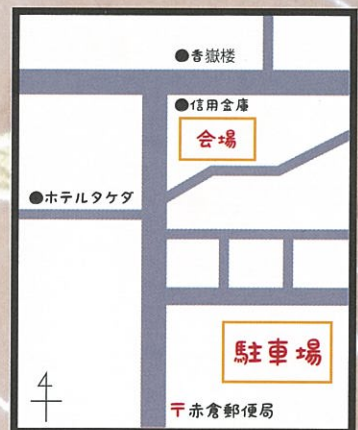 ●香嶽楼
●信用金庫
会場
●ホテルタケダ
駐車場
〒赤倉郵便局